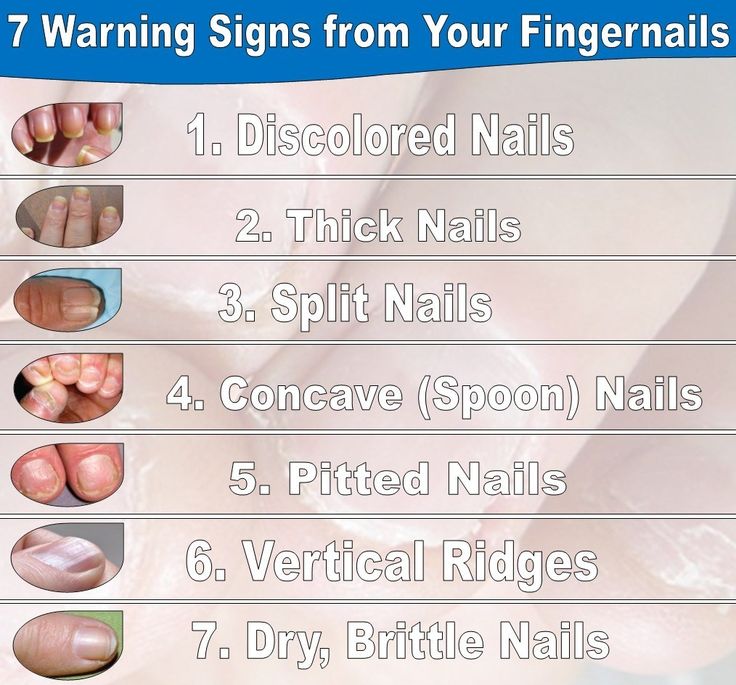 7 Warning Signs from Your Fingernails
1. Discolored Nails
2. Thick Nails
3. Split Nails
4. Concave (Spoon) Nails
5. Pitted Nails
6. Vertical Ridges
7. Dry, Brittle Nails